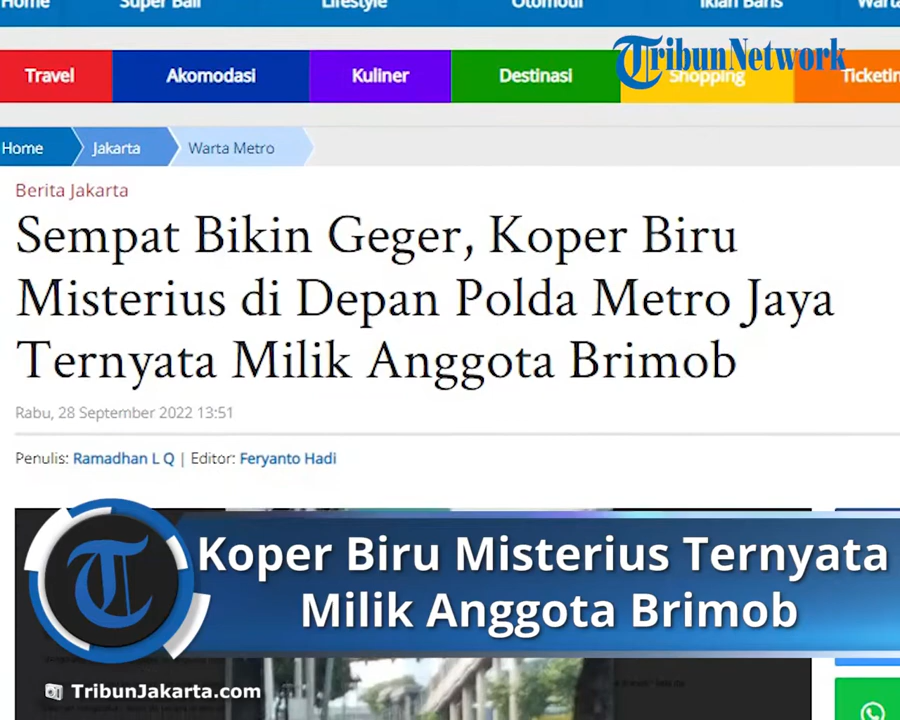 Home Super Ball Lifestyle Otomotif Iklan Baris Warta
Travel Akomodasi Kuliner Destinasi Shopping Ticketin
TribunNetwork
Home Jakarta Warta Metro
Berita Jakarta
Sempat Bikin Geger, Koper Biru
Misterius di Depan Polda Metro Jaya
Ternyata Milik Anggota Brimob
Rabu, 28 September 2022 13:51
Penulis: Ramadhan L Q | Editor: Feryanto Hadi
Koper Biru Misterius Ternyata
Milik Anggota Brimob
TribunJakarta.com